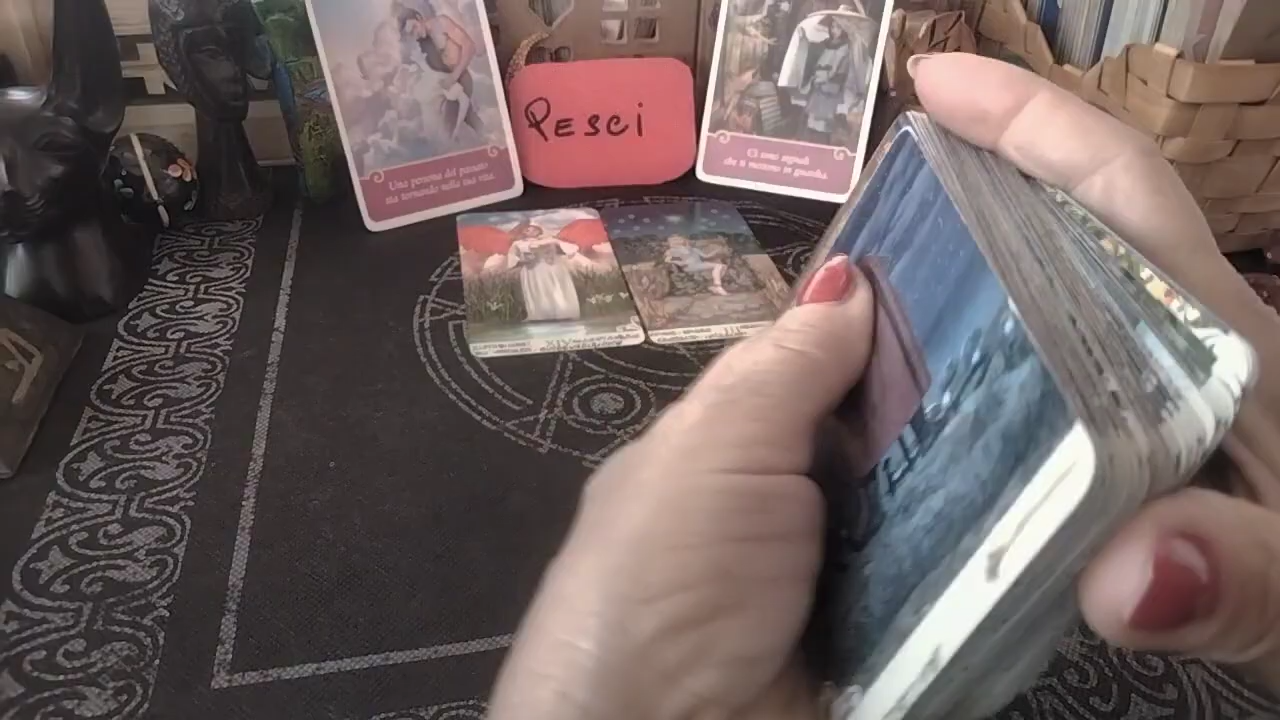 Una persona del passato
sta tornando nella tua vita.
PESCI
Ci sono segnali
che ti mettono in guardia.